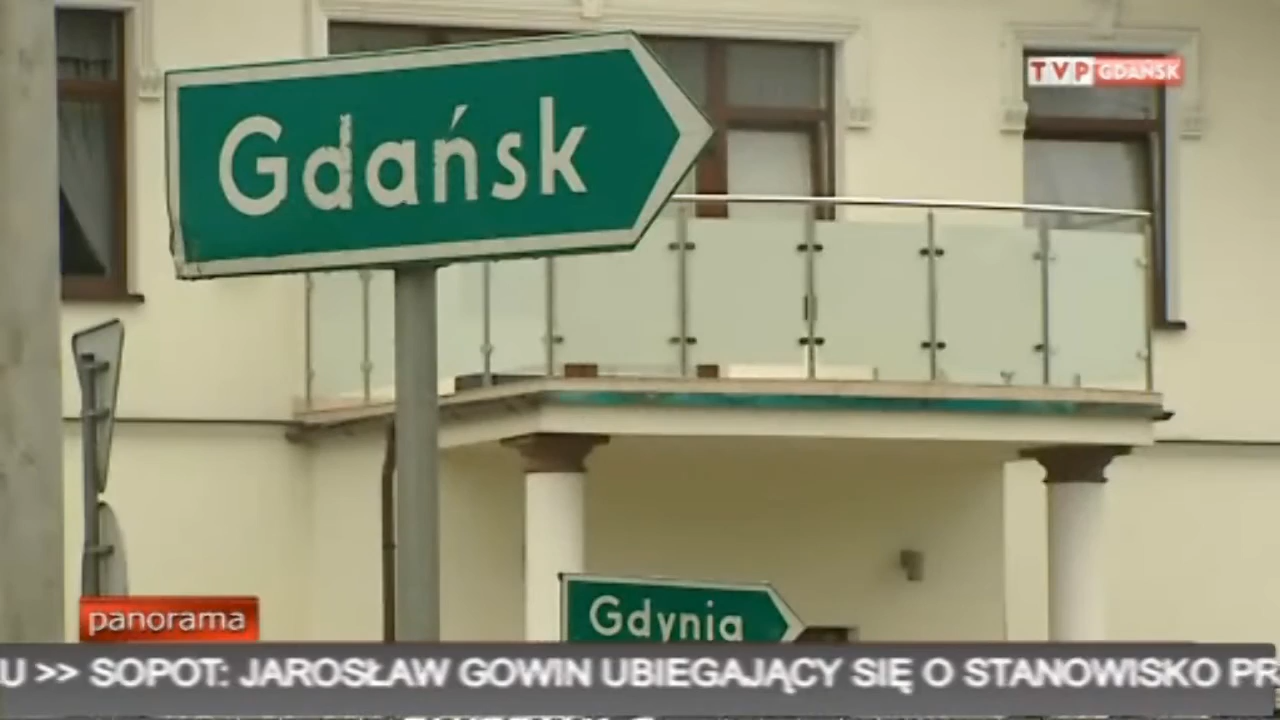 Gdańsk
TVP GDAŃSK
Gdynia
panorama
U >> SOPOT: JAROSŁAW GOWIN UBIEGAJĄCY SIĘ O STANOWISKO PR